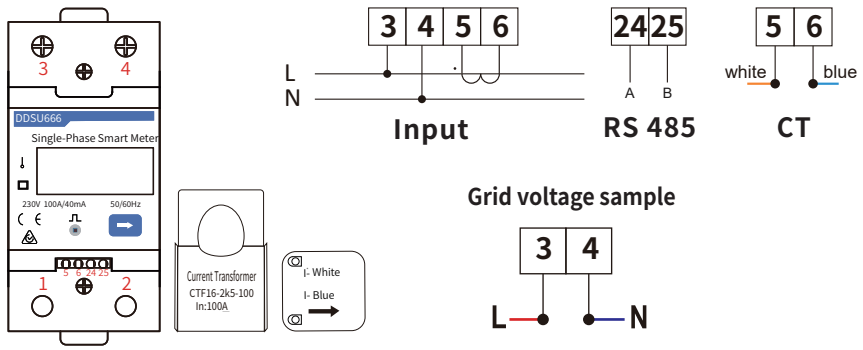 3 4
DDSU666
Single-Phase Smart Meter
230V 100A/40mA 50/60Hz
5 6 24 25
1 2
Current Transformer
CTF16-2k5-100
In:100A
I- White
I- Blue
3 4 5 6
L
N
Input
24 25
A B
RS 485
5 6
white blue
CT
Grid voltage sample
3 4
L N